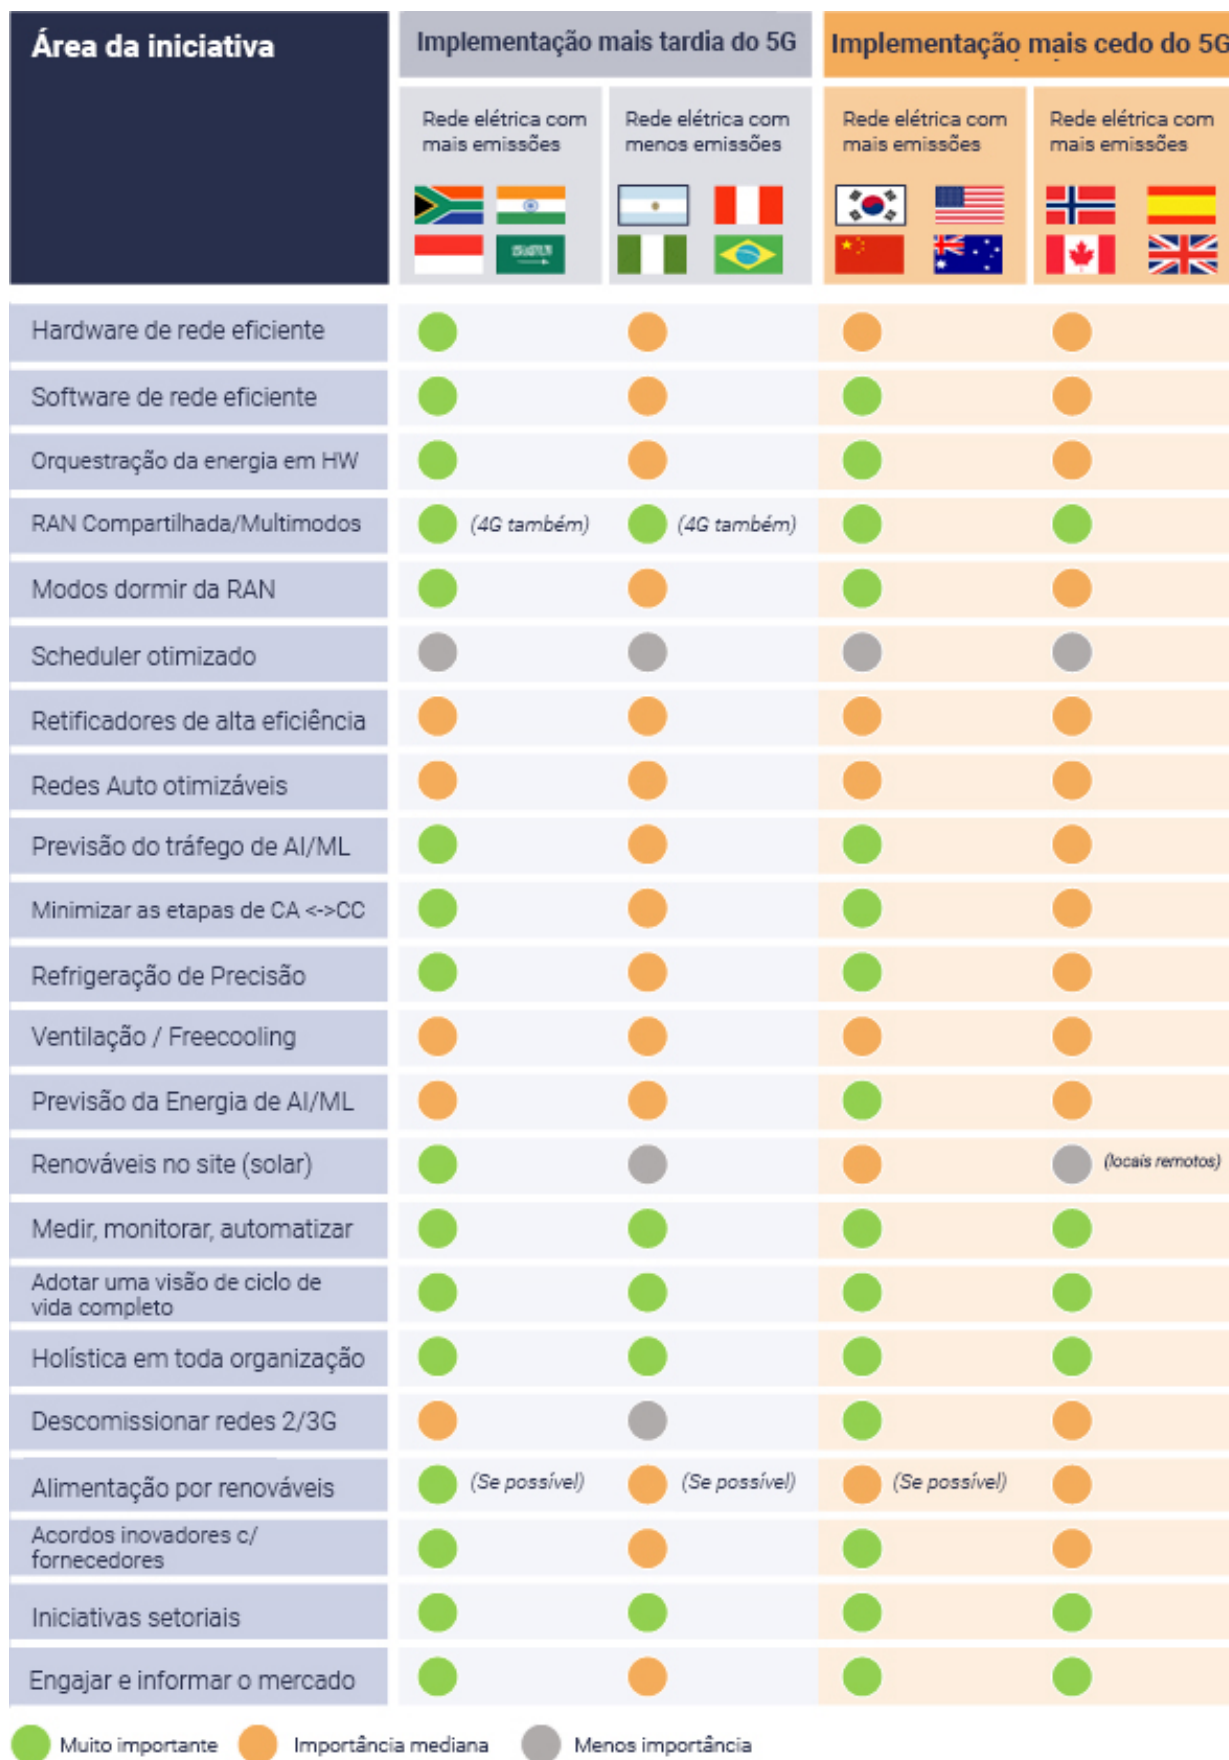 Área da iniciativa
Implementação mais tardia do 5G
Implementação mais cedo do 5G
Rede elétrica com
mais emissões
Rede elétrica com
menos emissões
Rede elétrica com
mais emissões
Rede elétrica com
mais emissões
Hardware de rede eficiente
Software de rede eficiente
Orquestração da energia em HW
RAN Compartilhada/Multimodos
(4G também)
(4G também)
Modos dormir da RAN
Scheduler otimizado
Retificadores de alta eficiência
Redes Auto otimizáveis
Previsão do tráfego de AI/ML
Minimizar as etapas de CA <->CC
Refrigeração de Precisão
Ventilação / Freecooling
Previsão da Energia de AI/ML
Renováveis no site (solar)
(locais remotos)
Medir, monitorar, automatizar
Adotar uma visão de ciclo de
vida completo
Holística em toda organização
Descomissionar redes 2/3G
Alimentação por renováveis
(Se possível)
(Se possível)
(Se possível)
Acordos inovadores c/
fornecedores
Iniciativas setoriais
Engajar e informar o mercado
Muito importante
Importância mediana
Menos importância